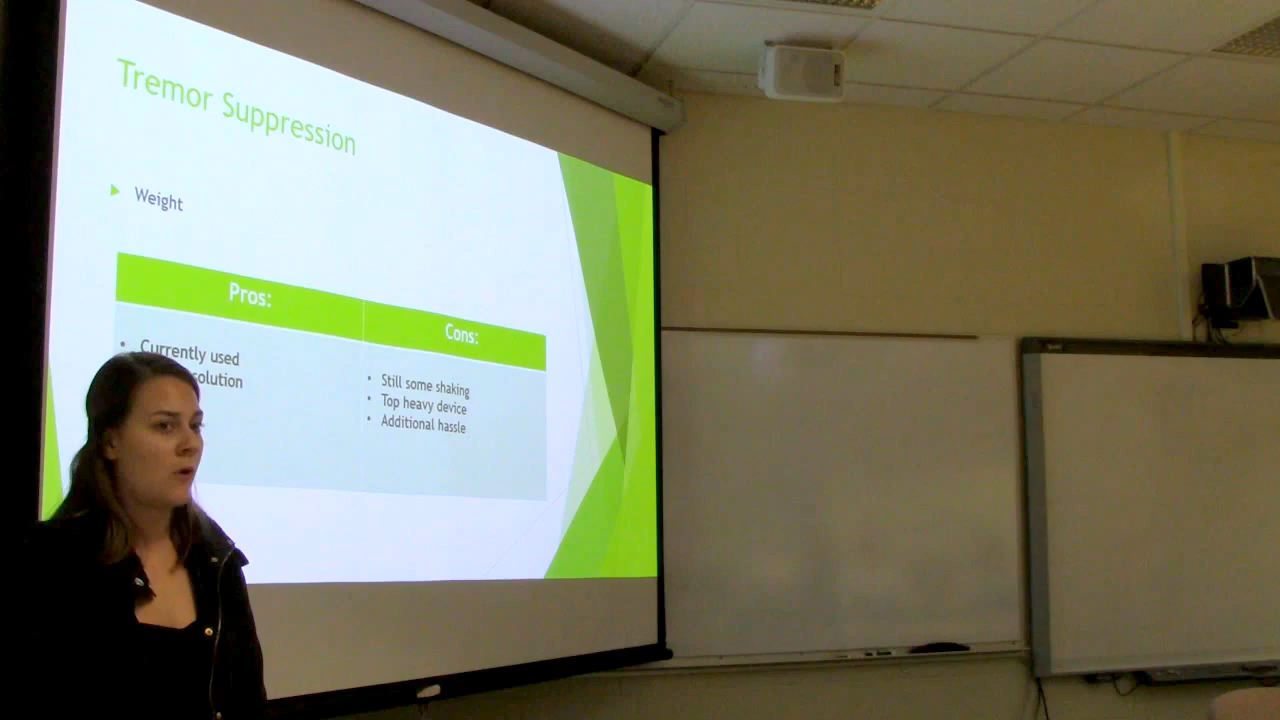 Tremor Suppression
Weight
Pros:
Cons:
• Currently used
solution
• Still some shaking
• Top heavy device
• Additional hassle